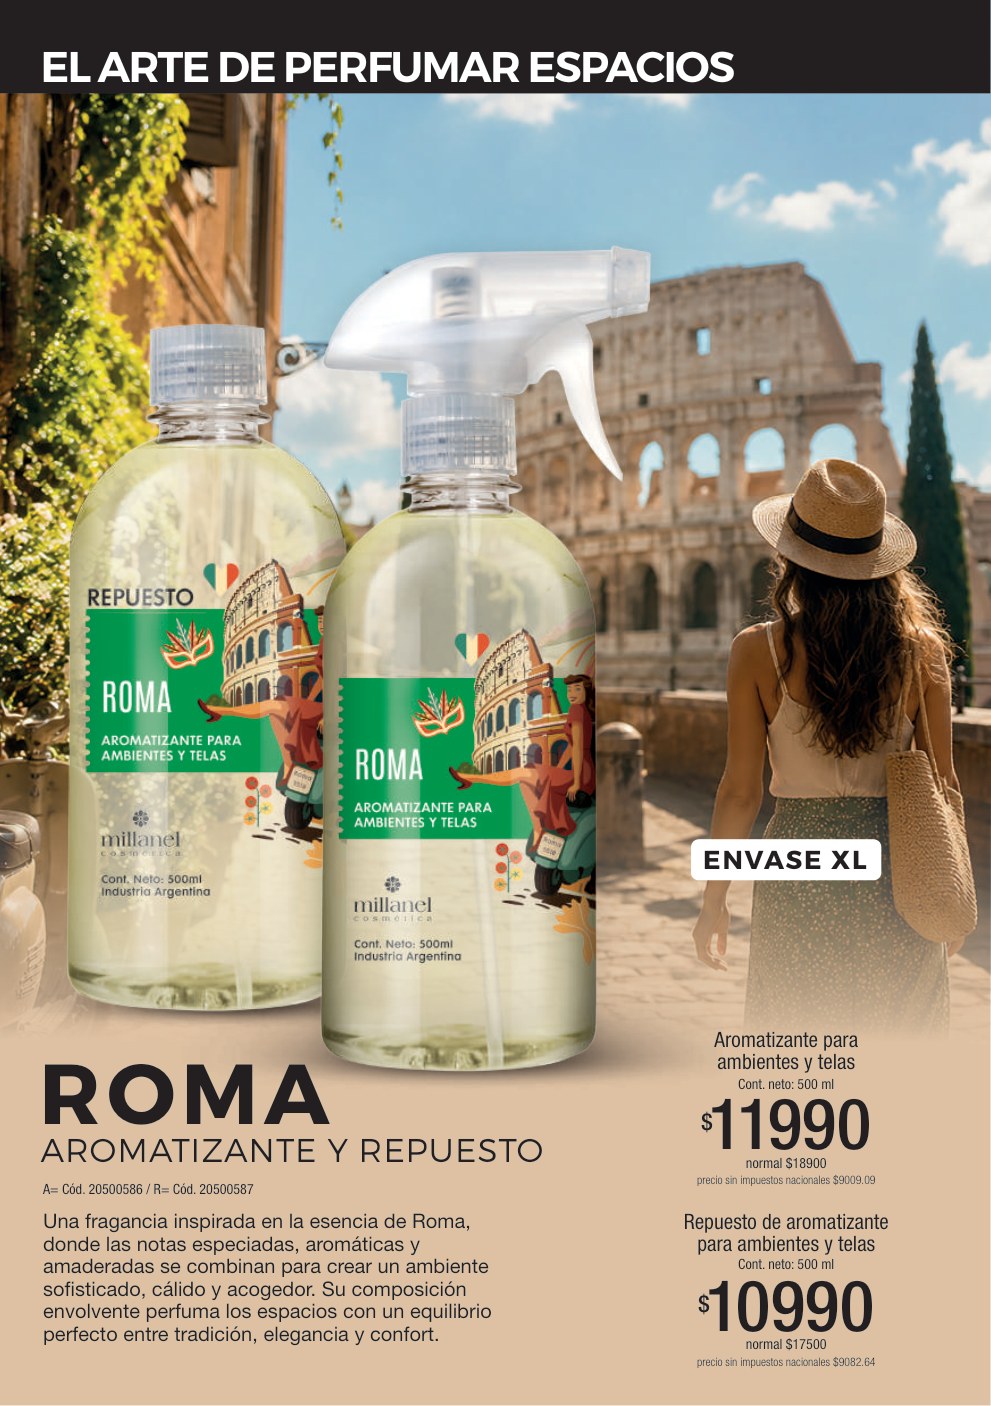 EL ARTE DE PERFUMAR ESPACIOS
REPUESTO
ROMA
AROMATIZANTE PARA
AMBIENTES Y TELAS
millanel
cosmética
Cont. Neto: 500ml
Industria Argentina
ROMA
AROMATIZANTE PARA
AMBIENTES Y TELAS
millanel
cosmética
Cont. Neto: 500ml
Industria Argentina
ENVASE XL
ROMA
AROMATIZANTE Y REPUESTO
A= Cód. 20500586 / R= Cód. 20500587
Una fragancia inspirada en la esencia de Roma,
donde las notas especiadas, aromáticas y
amaderadas se combinan para crear un ambiente
sofisticado, cálido y acogedor. Su composición
envolvente perfuma los espacios con un equilibrio
perfecto entre tradición, elegancia y confort.
Aromatizante para
ambientes y telas
Cont. neto: 500 ml
$11990
normal $18900
precio sin impuestos nacionales $9009.09
Repuesto de aromatizante
para ambientes y telas
Cont. neto: 500 ml
$10990
normal $17500
precio sin impuestos nacionales $9082.64